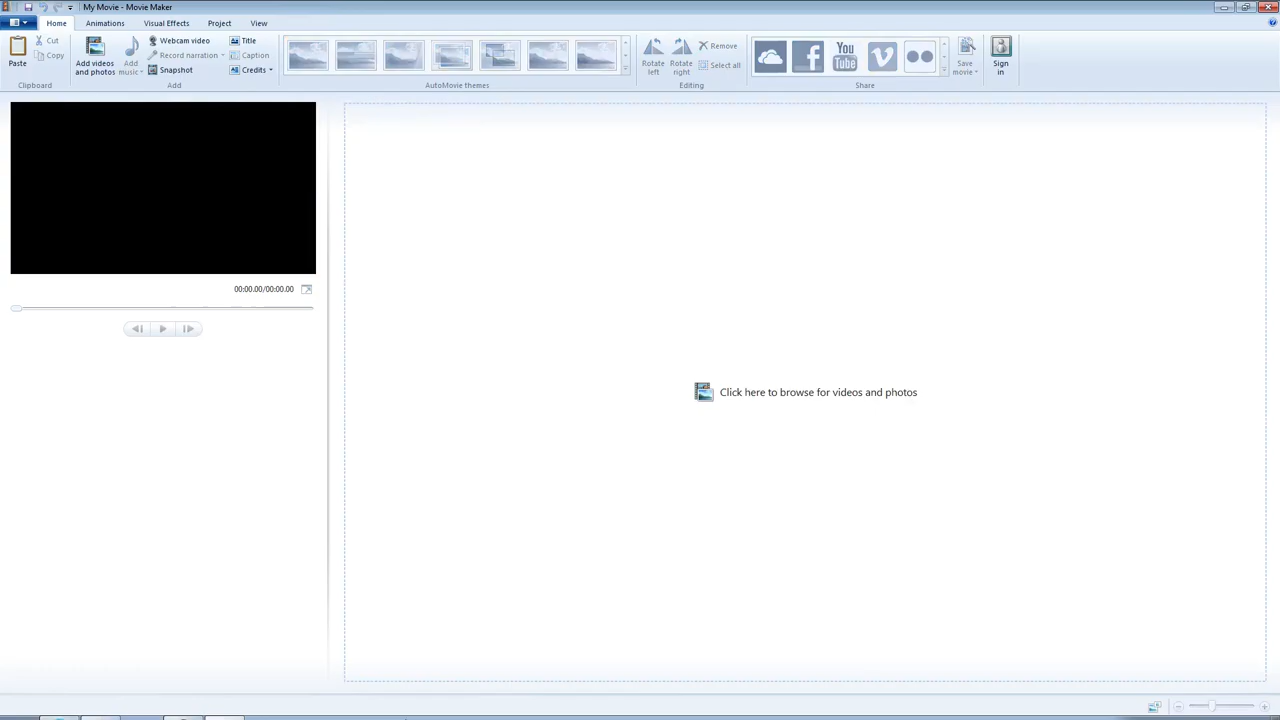 My Movie - Movie Maker
Home
Animations
Visual Effects
Project
View
Paste
Cut
Copy
Clipboard
Add videos
and photos
Add
music
Webcam video
Record narration
Snapshot
Title
Caption
Credits
Add
AutoMovie themes
Rotate
left
Rotate
right
Remove
Select all
Editing
f
You
Tube
Share
Save
movie
Sign
in
00:00.00/00:00.00
Click here to browse for videos and photos